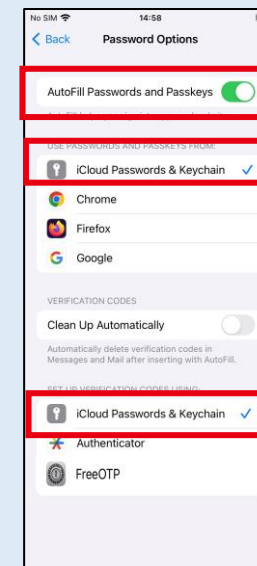 No SIM 14:58
Back Password Options
AutoFill Passwords and Passkeys
USE PASSWORDS AND PASSKEYS FROM:
iCloud Passwords & Keychain
Chrome
Firefox
Google
VERIFICATION CODES
Clean Up Automatically
Automatically delete verification codes in
Messages and Mail after inserting with AutoFill.
SET UP VERIFICATION CODES USING:
iCloud Passwords & Keychain
Authenticator
FreeOTP